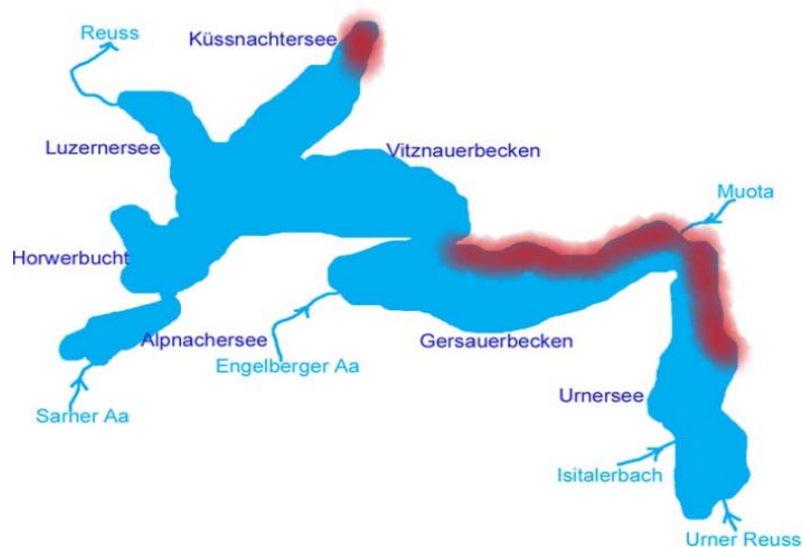 Reuss
Küssnachtersee
Luzernersee
Vitznauerbecken
Muota
Horwerbucht
Alpnachersee
Engelberger Aa
Gersauerbecken
Sarner Aa
Urnersee
Isitalerbach
Urner Reuss